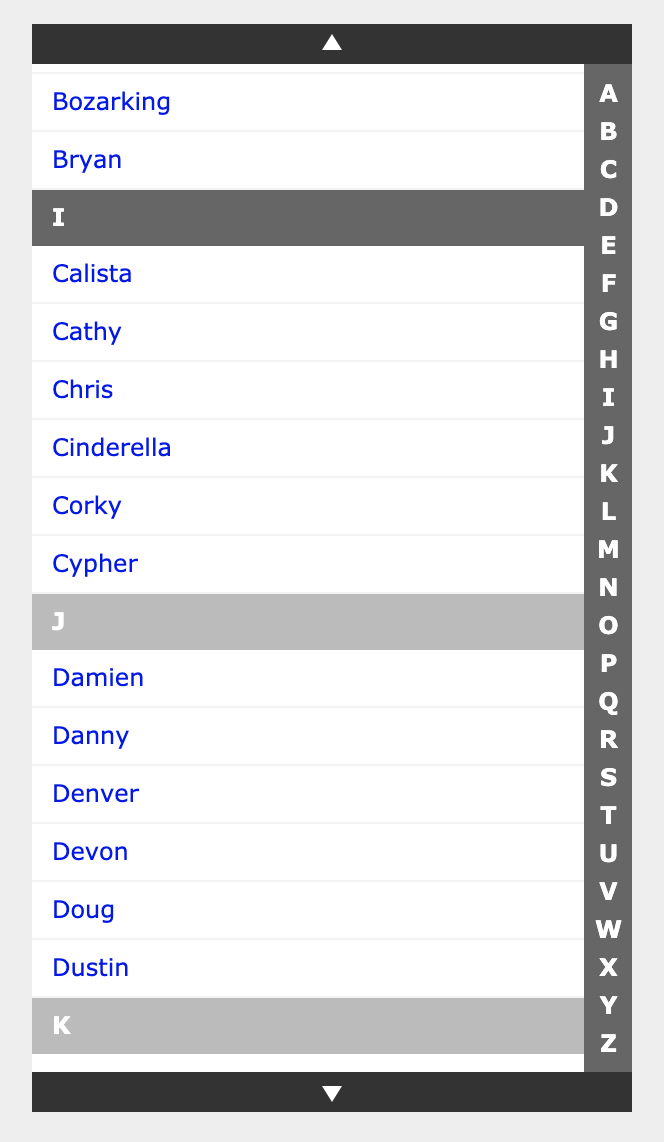 Bozarking
Bryan
I
Calista
Cathy
Chris
Cinderella
Corky
Cypher
J
Damien
Danny
Denver
Devon
Doug
Dustin
K
A
B
C
D
E
F
G
H
I
J
K
L
M
N
O
P
Q
R
S
T
U
V
W
X
Y
Z